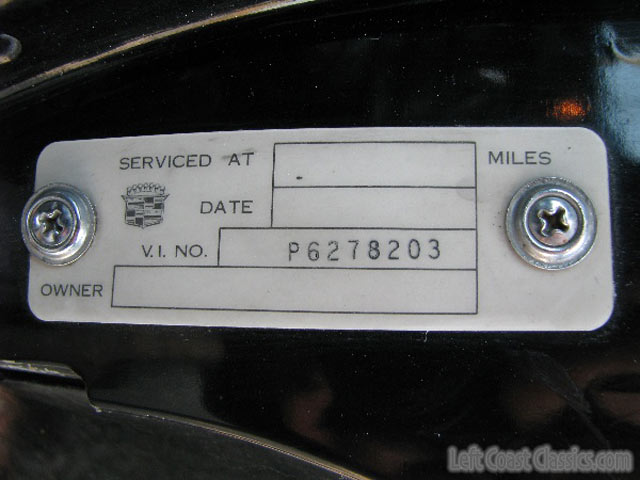 SERVICED AT MILES
DATE
V.I. NO. P6278203
OWNER
Left Coast Classics.com